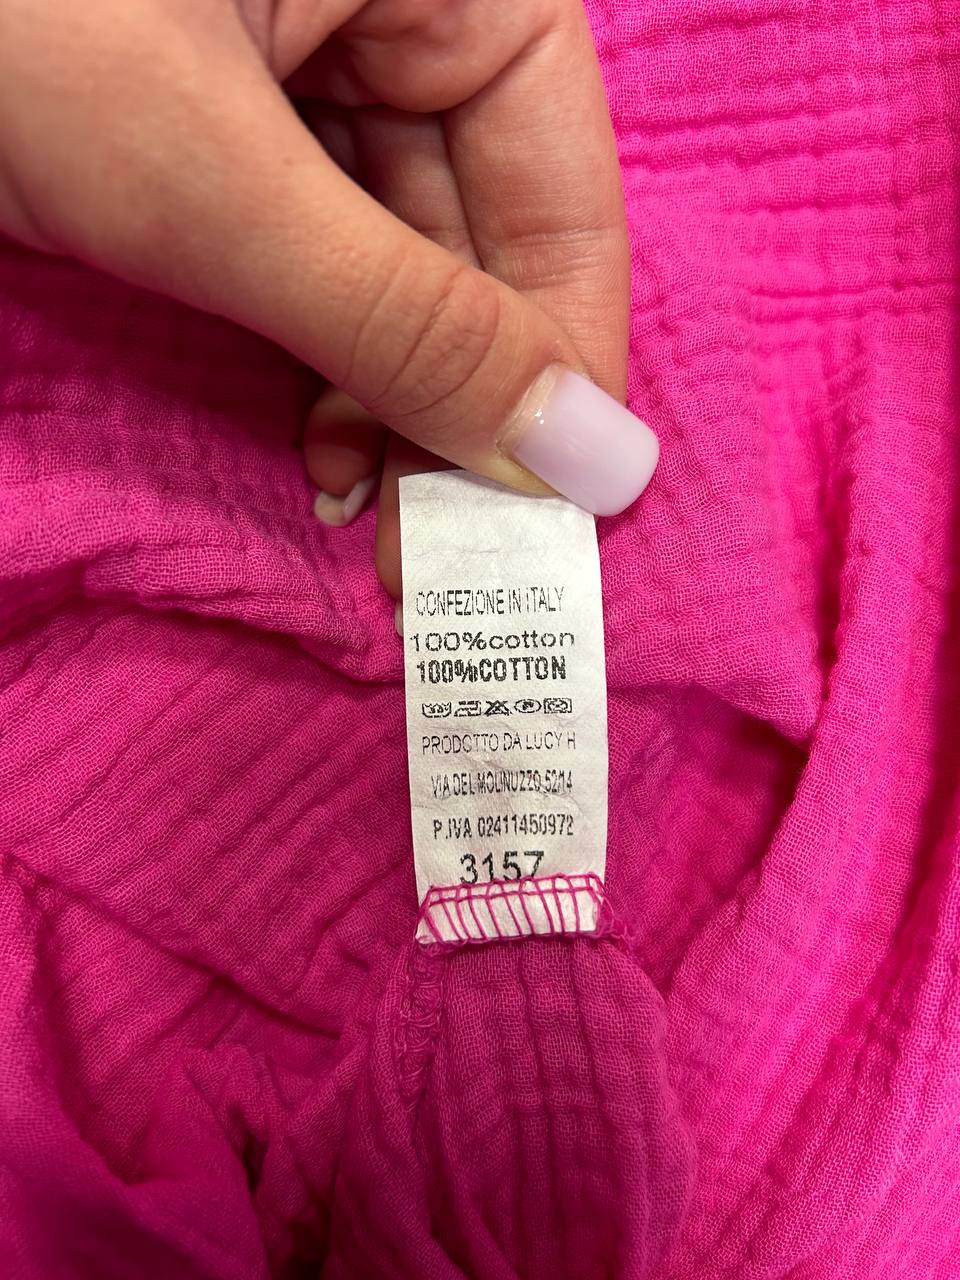 CONFEZIONE IN ITALY
100%cotton
100%COTTON
PRODOTTO DA LUCY H
VIA DEL MOLINUZZO 52/14
P.IVA 02411450972
3157